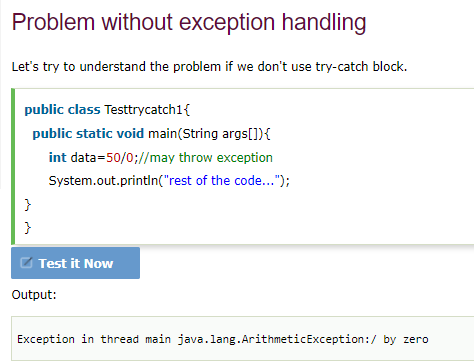 Problem without exception handling
Let's try to understand the problem if we don't use try-catch block.
public class Testtrycatch1{
public static void main(String args[]){
int data=50/0;//may throw exception
System.out.println("rest of the code...");
}
}
Test it Now
Output:
Exception in thread main java.lang.ArithmeticException:/ by zero